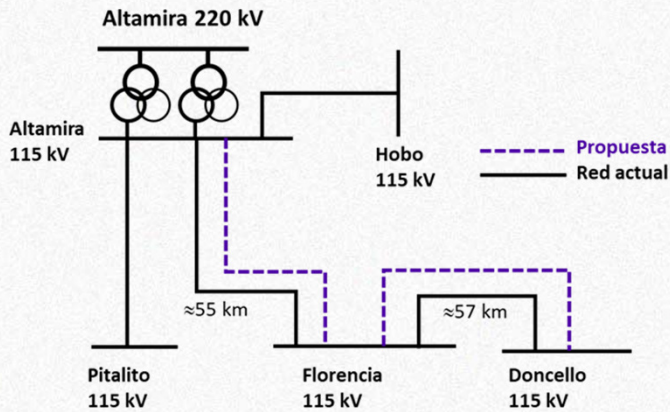 Altamira 220 kV
Altamira
115 kV
Hobo
115 kV
Propuesta
Red actual
≈55 km
≈57 km
Pitalito
115 kV
Florencia
115 kV
Doncello
115 kV